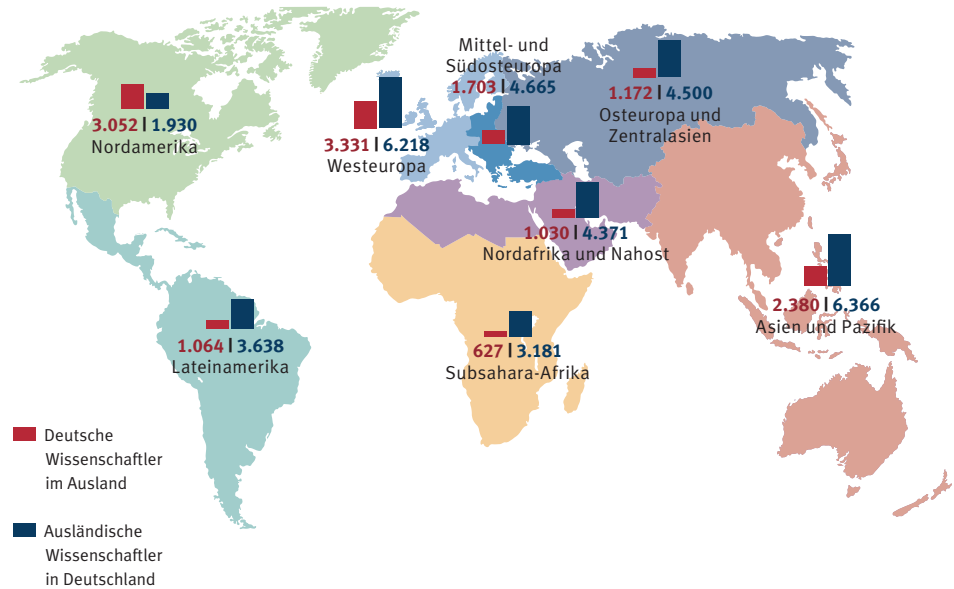 Mittel- und
Südosteuropa
1.703 | 4.665
1.172 | 4.500
Osteuropa und
Zentralasien
3.052 | 1.930
Nordamerika
3.331 | 6.218
Westeuropa
1.030 | 4.371
Nordafrika und Nahost
2.380 | 6.366
Asien und Pazifik
1.064 | 3.638
Lateinamerika
627 | 3.181
Subsahara-Afrika
Deutsche
Wissenschaftler
im Ausland
Ausländische
Wissenschaftler
in Deutschland